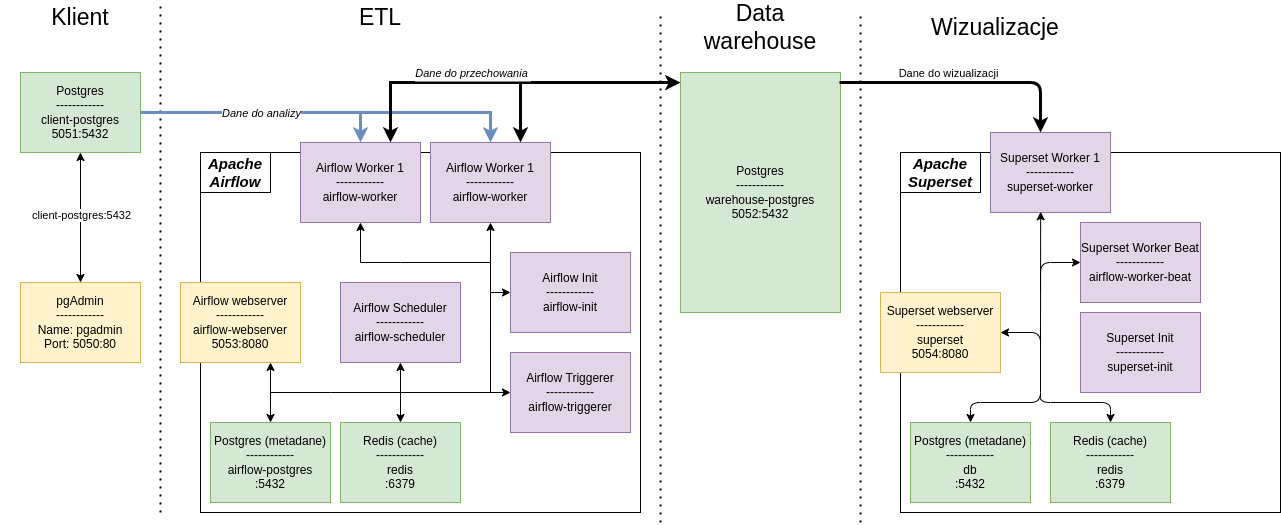 Klient
ETL
Data
warehouse
Wizualizacje
Postgres
------------
client-postgres
5051:5432
client-postgres:5432
pgAdmin
------------
Name: pgadmin
Port: 5050:80
Dane do analizy
Dane do przechowania
Apache
Airflow
Airflow Worker 1
------------
airflow-worker
Airflow Worker 1
------------
airflow-worker
Airflow Init
------------
airflow-init
Airflow webserver
------------
airflow-webserver
5053:8080
Airflow Scheduler
------------
airflow-scheduler
Airflow Triggerer
------------
airflow-triggerer
Postgres (metadane)
------------
airflow-postgres
:5432
Redis (cache)
------------
redis
:6379
Postgres
------------
warehouse-postgres
5052:5432
Dane do wizualizacji
Apache
Superset
Superset Worker 1
------------
superset-worker
Superset Worker Beat
------------
airflow-worker-beat
Superset webserver
------------
superset
5054:8080
Superset Init
------------
superset-init
Postgres (metadane)
------------
db
:5432
Redis (cache)
------------
redis
:6379